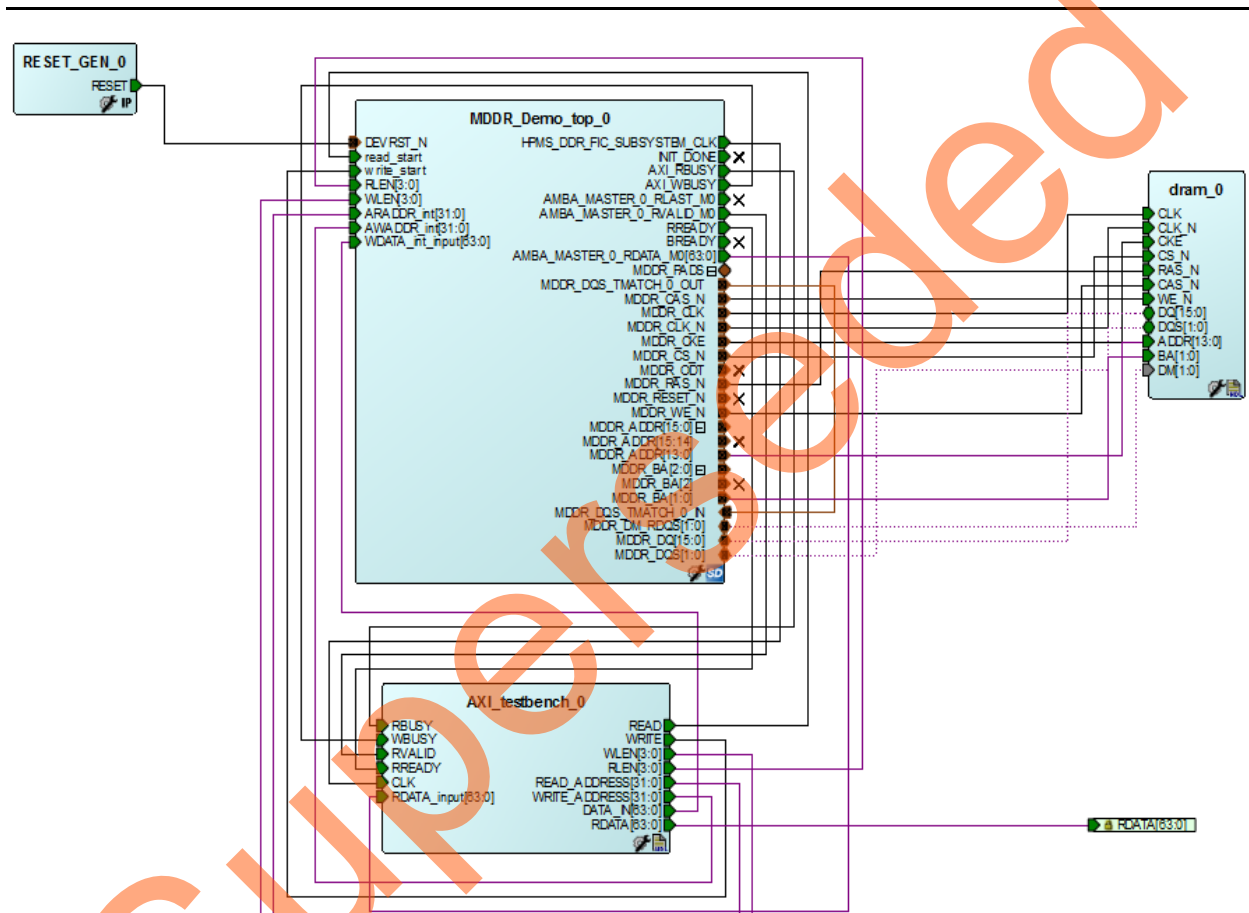 RESET_GEN_0
RESET
IP
MDDR_Demo_top_0
DEVRST_N
read_start
write_start
RLEN[3:0]
WLEN[3:0]
ARADDR_int[31:0]
AWADDR_int[31:0]
WDATA_int_input[63:0]
HPMS_DDR_FIC_SUBSYSTEM_CLK
INIT_DONE
AXI_RBUSY
AXI_WBUSY
AMBA_MASTER_0_RLAST_M0
AMBA_MASTER_0_RVALID_M0
RREADY
BREADY
AMBA_MASTER_0_RDATA_M0[63:0]
MDDR_PADS
MDDR_DQS_TMATCH_0_OUT
MDDR_CAS_N
MDDR_CLK
MDDR_CLK_N
MDDR_CKE
MDDR_CS_N
MDDR_ODT
MDDR_RAS_N
MDDR_RESET_N
MDDR_WE_N
MDDR_ADDR[15:0]
MDDR_ADDR[15:14]
MDDR_ADDR[13:0]
MDDR_BA[2:0]
MDDR_BA[2]
MDDR_BA[1:0]
MDDR_DQS_TMATCH_0_IN
MDDR_DM_RDQS[1:0]
MDDR_DQ[15:0]
MDDR_DQS[1:0]
SD
dram_0
CLK
CLK_N
CKE
CS_N
RAS_N
CAS_N
WE_N
DQ[15:0]
DQS[1:0]
ADDR[13:0]
BA[1:0]
DM[1:0]
AXI_testbench_0
RBUSY
WBUSY
RVALID
RREADY
CLK
RDATA_input[63:0]
READ
WRITE
WLEN[3:0]
RLEN[3:0]
READ_ADDRESS[31:0]
WRITE_ADDRESS[31:0]
DATA_IN[63:0]
RDATA[63:0]
RDATA[63:0]
Superseded